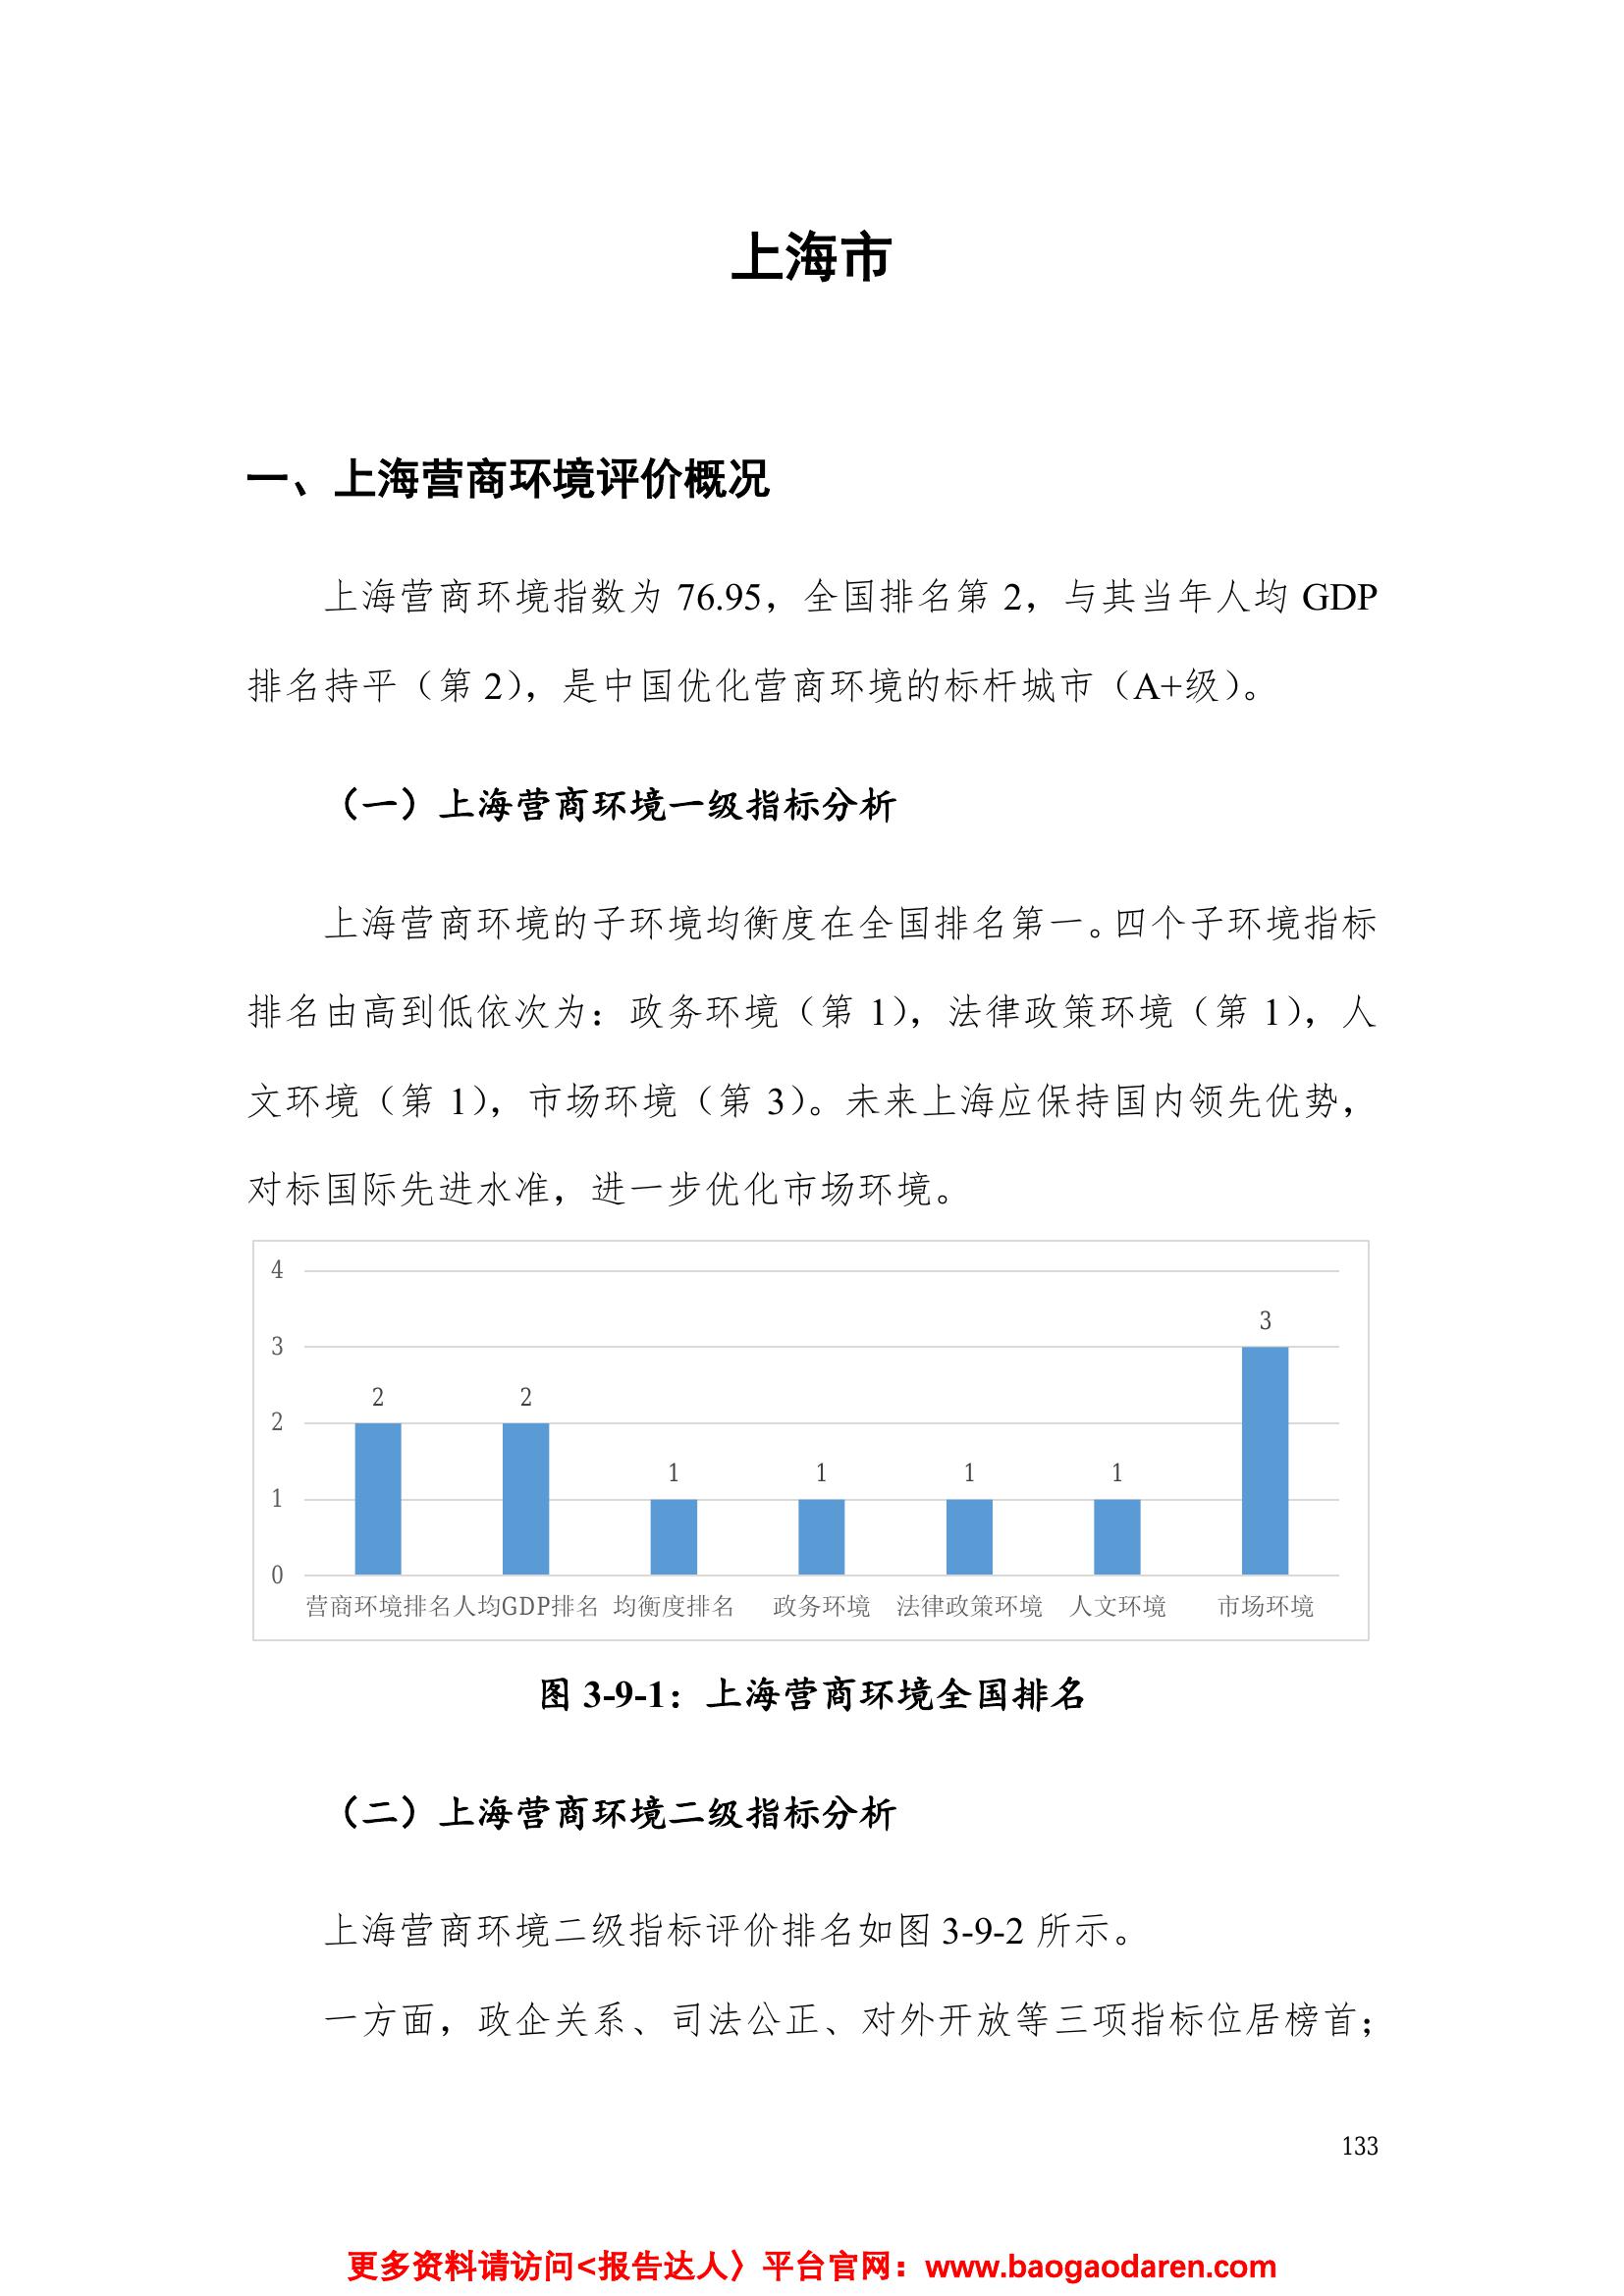 上海市
一、上海营商环境评价概况
上海营商环境指数为 76.95，全国排名第 2，与其当年人均 GDP
排名持平（第 2），是中国优化营商环境的标杆城市（A+级）。
（一）上海营商环境一级指标分析
上海营商环境的子环境均衡度在全国排名第一。四个子环境指标
排名由高到低依次为：政务环境（第 1），法律政策环境（第 1），人
文环境（第 1），市场环境（第 3）。未来上海应保持国内领先优势，
对标国际先进水准，进一步优化市场环境。
4
3
2
1
0
2 2 1 1 1 1 3
营商环境排名 人均GDP排名 均衡度排名 政务环境 法律政策环境 人文环境 市场环境
图 3-9-1：上海营商环境全国排名
（二）上海营商环境二级指标分析
上海营商环境二级指标评价排名如图 3-9-2 所示。
一方面，政企关系、司法公正、对外开放等三项指标位居榜首；
133
更多资料请访问<报告达人〉平台官网：www.baogaodaren.com